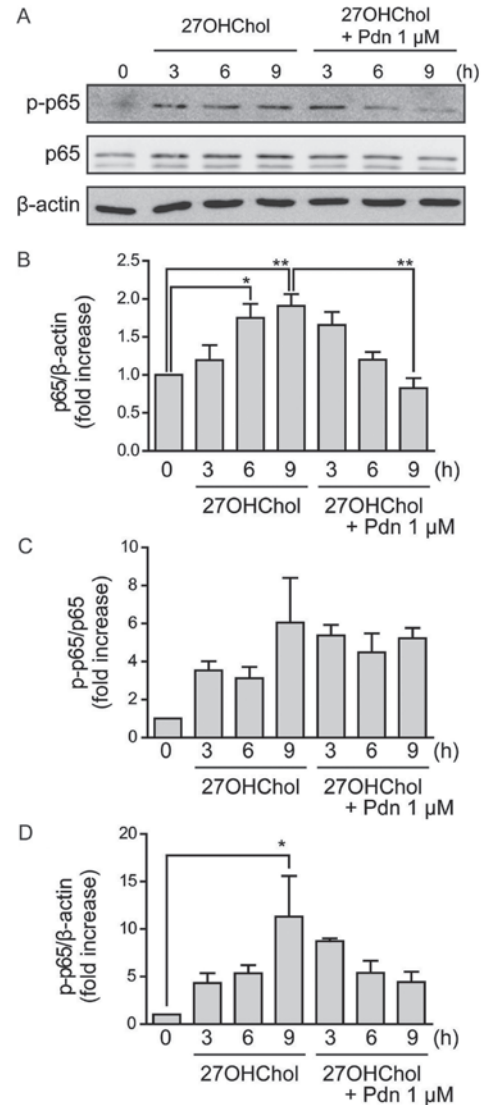 A
27OHChol
27OHChol
+ Pdn 1 µM
0 3 6 9 3 6 9 (h)
p-p65
p65
β-actin
B
p65/β-actin
(fold increase)
2.5
2.0
1.5
1.0
0.5
0.0
* ** **
0 3 6 9 3 6 9 (h)
27OHChol
27OHChol
+ Pdn 1 µM
C
p-p65/p65
(fold increase)
10
8
6
4
2
0
0 3 6 9 3 6 9 (h)
27OHChol
27OHChol
+ Pdn 1 µM
D
p-p65/β-actin
(fold increase)
20
15
10
5
0
*
0 3 6 9 3 6 9 (h)
27OHChol
27OHChol
+ Pdn 1 µM